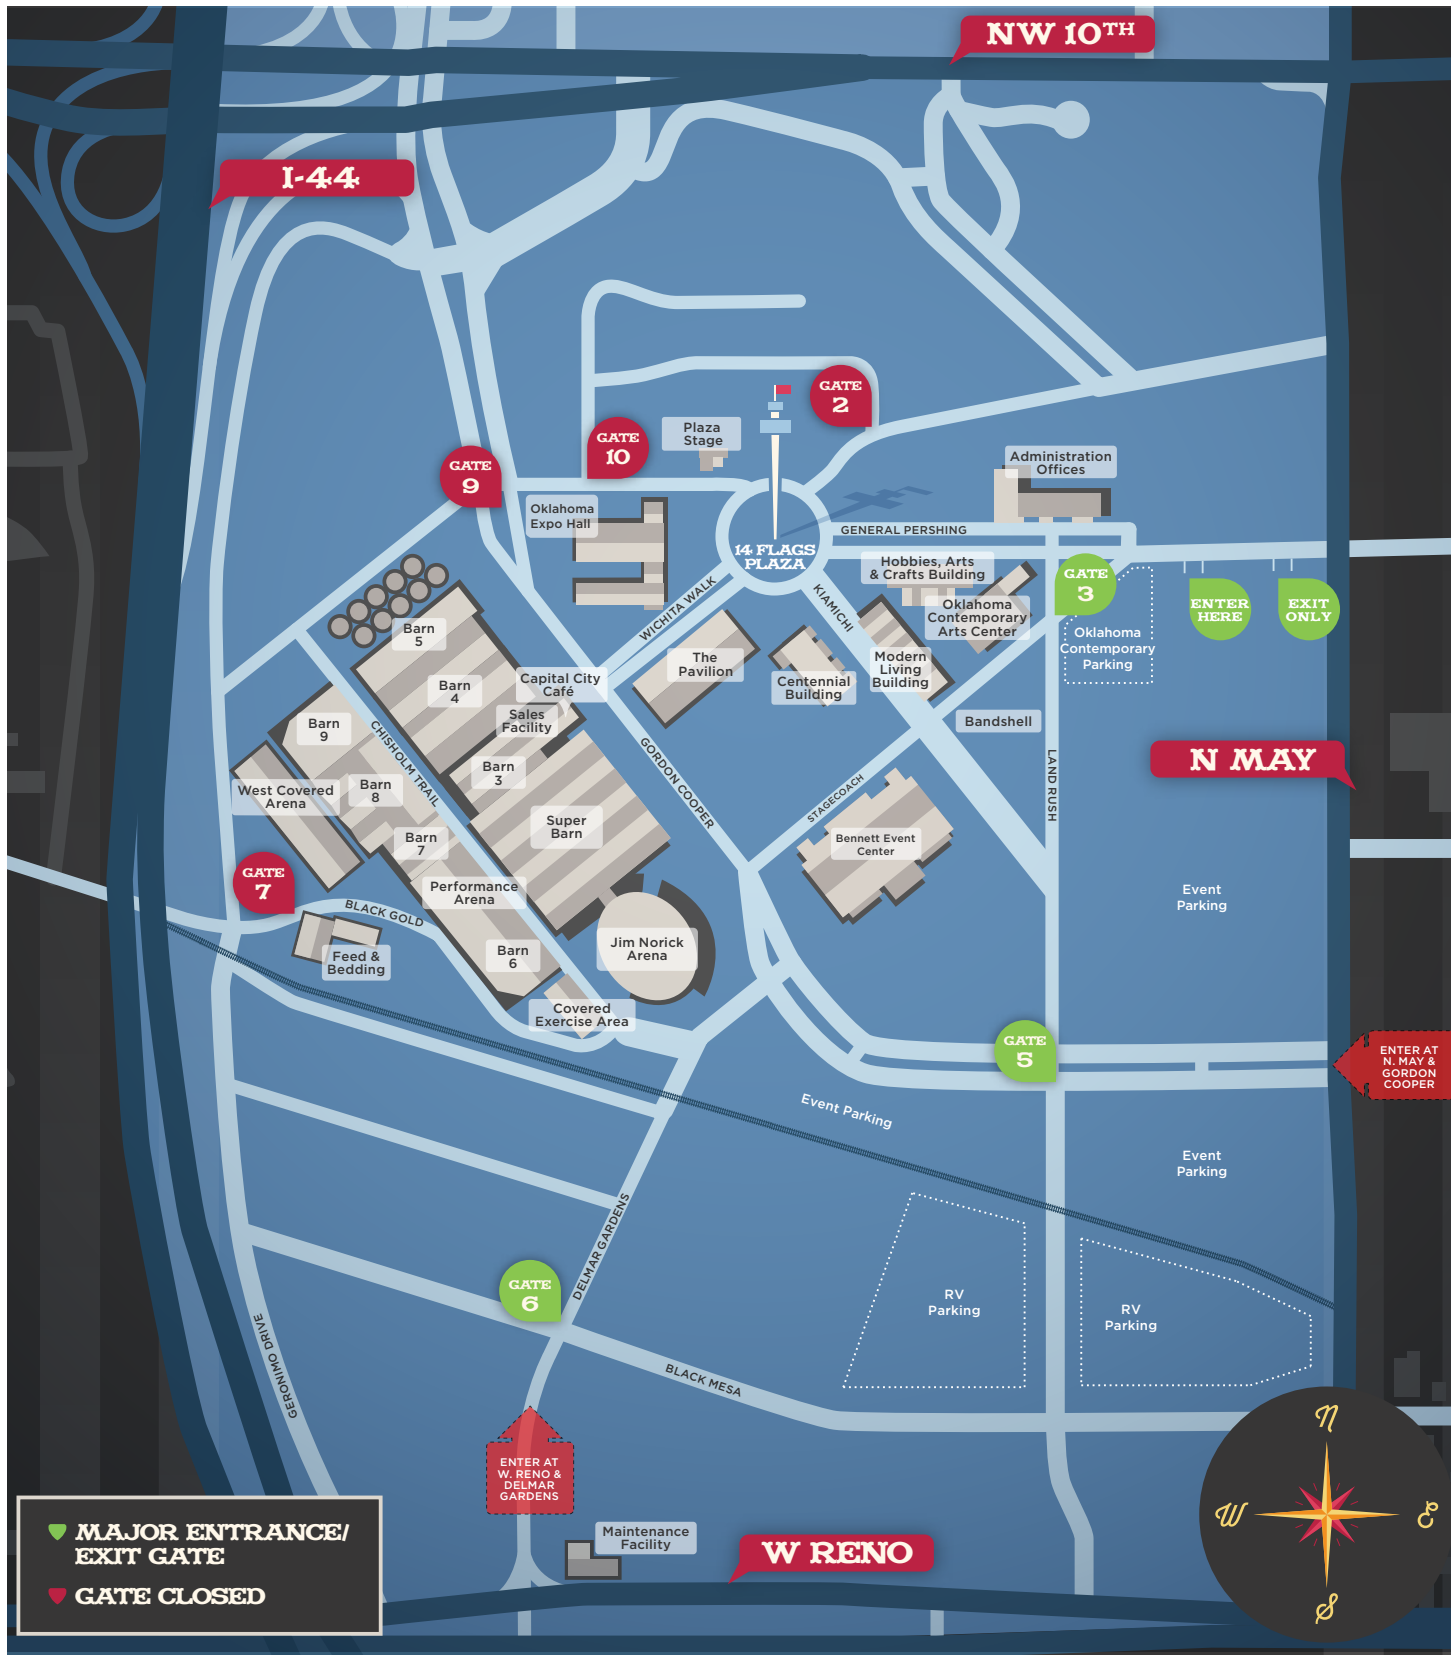 NW 10TH
I-44
GATE
2
GATE
10
Plaza
Stage
GATE
9
Administration
Offices
Oklahoma
Expo Hall
GENERAL PERSHING
14 FLAGS
PLAZA
Hobbies, Arts
& Crafts Building
GATE
3
ENTER
HERE
EXIT
ONLY
WICHITA WALK
KIAMICHI
Oklahoma
Contemporary
Arts Center
Oklahoma
Contemporary
Parking
Barn
5
The
Pavilion
Modern
Living
Building
Centennial
Building
Capital City
Café
Barn
4
Sales
Facility
Bandshell
Barn
9
CHISHOLM TRAIL
GORDON COOPER
LAND RUSH
N MAY
Barn
3
West Covered
Arena
Barn
8
STAGECOACH
Super
Barn
Barn
7
Bennett Event
Center
GATE
7
Performance
Arena
Event
Parking
BLACK GOLD
Jim Norick
Arena
Barn
6
Feed &
Bedding
Covered
Exercise Area
GATE
5
ENTER AT
N. MAY &
GORDON
COOPER
Event Parking
Event
Parking
DELMAR GARDENS
GATE
6
RV
Parking
RV
Parking
GERONIMO DRIVE
BLACK MESA
N
W
E
S
ENTER AT
W. RENO &
DELMAR
GARDENS
Maintenance
Facility
W RENO
MAJOR ENTRANCE/
EXIT GATE
GATE CLOSED